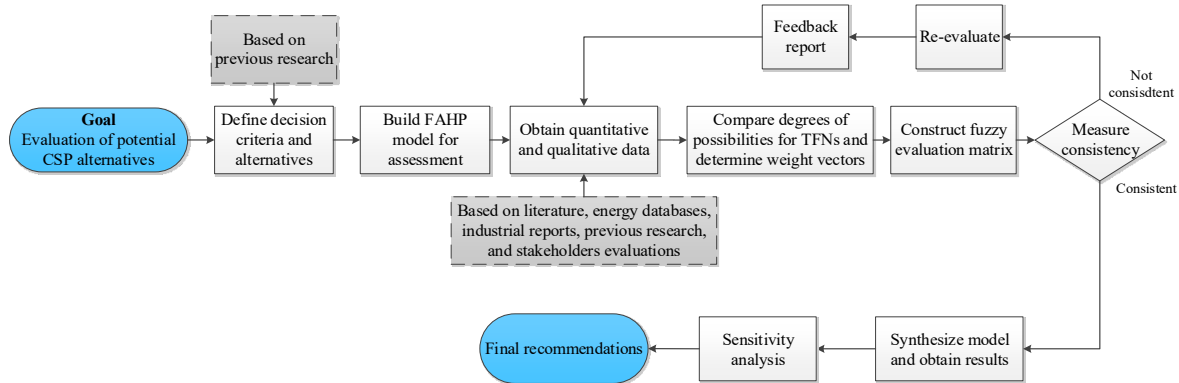 Based on
previous research
Goal
Evaluation of potential
CSP alternatives
Define decision
criteria and
alternatives
Build FAHP
model for
assessment
Obtain quantitative
and qualitative data
Based on literature, energy databases,
industrial reports, previous research,
and stakeholders evaluations
Compare degrees of
possibilities for TFNs and
determine weight vectors
Construct fuzzy
evaluation matrix
Measure
consistency
Not
consisdtent
Re-evaluate
Feedback
report
Consistent
Synthesize model
and obtain results
Sensitivity
analysis
Final recommendations